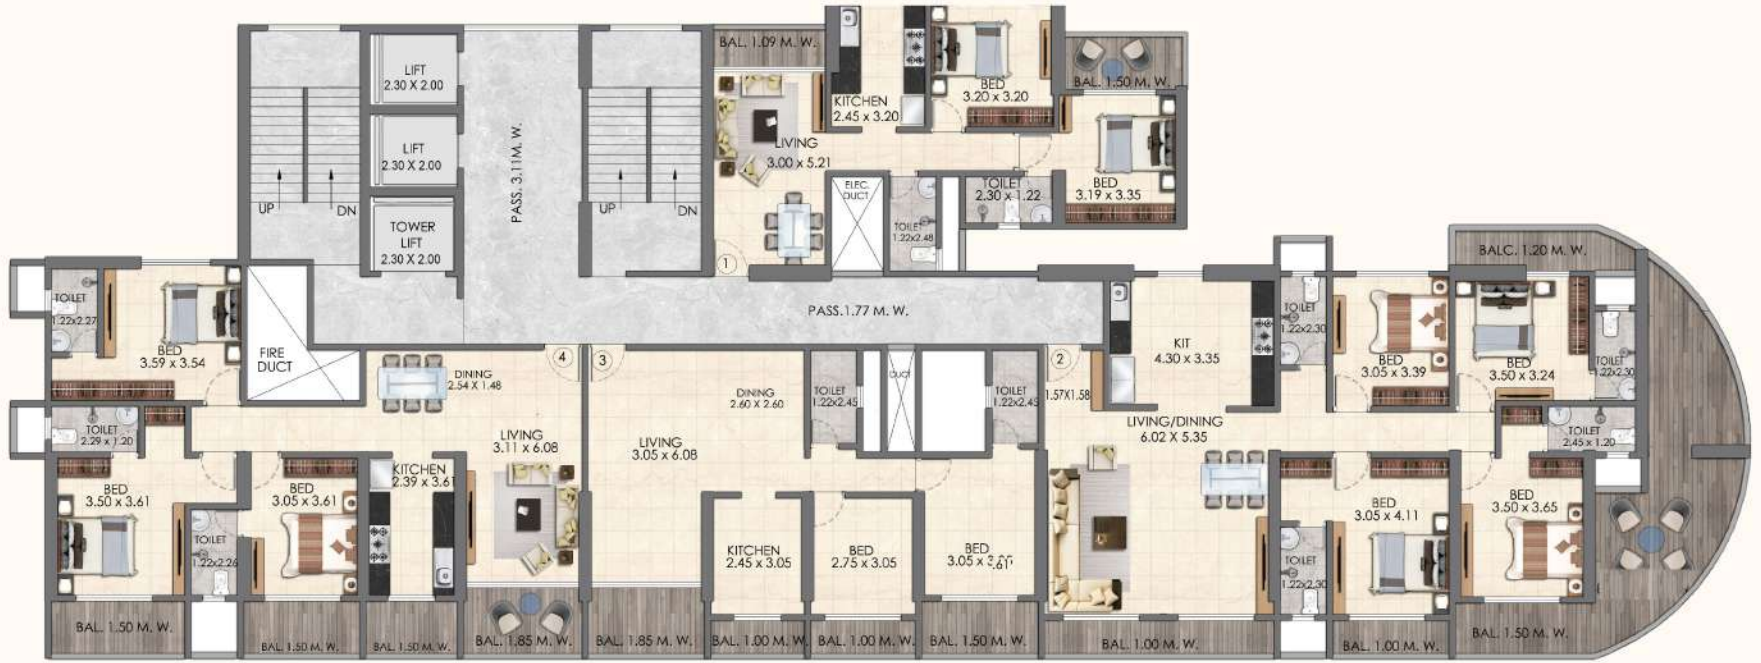 BAL. 1.09 M. W.
LIFT
2.30 X 2.00
BED
3.20 x 3.20
BAL. 1.50 M. W.
KITCHEN
2.45 x 3.20
PASS. 3.11M. W.
LIFT
2.30 X 2.00
LIVING
3.00 x 5.21
ELEC.
DUCT
TOILET
2.30 x 1.22
BED
3.19 x 3.35
UP
DN
UP
DN
TOWER
LIFT
2.30 X 2.00
TOILET
1.22x2.48
1
BALC. 1.20 M. W.
TOILET
1.22x2.27
BED
3.59 x 3.54
FIRE
DUCT
PASS.1.77 M. W.
KIT
4.30 x 3.35
TOILET
1.22x2.30
BED
3.05 x 3.39
BED
3.50 x 3.24
TOILET
1.22x2.30
4
3
2
DINING
2.54 X 1.48
DINING
2.60 x 2.60
TOILET
1.22x2.45
DUCT
TOILET
1.22x2.45
1.57X1.58
TOILET
2.29 x 1.20
LIVING
3.11 x 6.08
LIVING
3.05 x 6.08
LIVING/DINING
6.02 X 5.35
TOILET
2.45 x 1.20
BED
3.50 x 3.61
BED
3.05 x 3.61
KITCHEN
2.39 x 3.61
BED
3.05 x 4.11
BED
3.50 x 3.65
TOILET
1.22x2.26
KITCHEN
2.45 x 3.05
BED
2.75 x 3.05
BED
3.05 x
TOILET
1.22x2.30
BAL. 1.50 M. W.
BAL. 1.50 M. W.
BAL. 1.50 M. W.
BAL. 1.85 M. W.
BAL. 1.85 M. W.
BAL. 1.00 M. W.
BAL. 1.00 M. W.
BAL. 1.50 M. W.
BAL. 1.00 M. W.
BAL. 1.00 M. W.
BAL. 1.50 M. W.